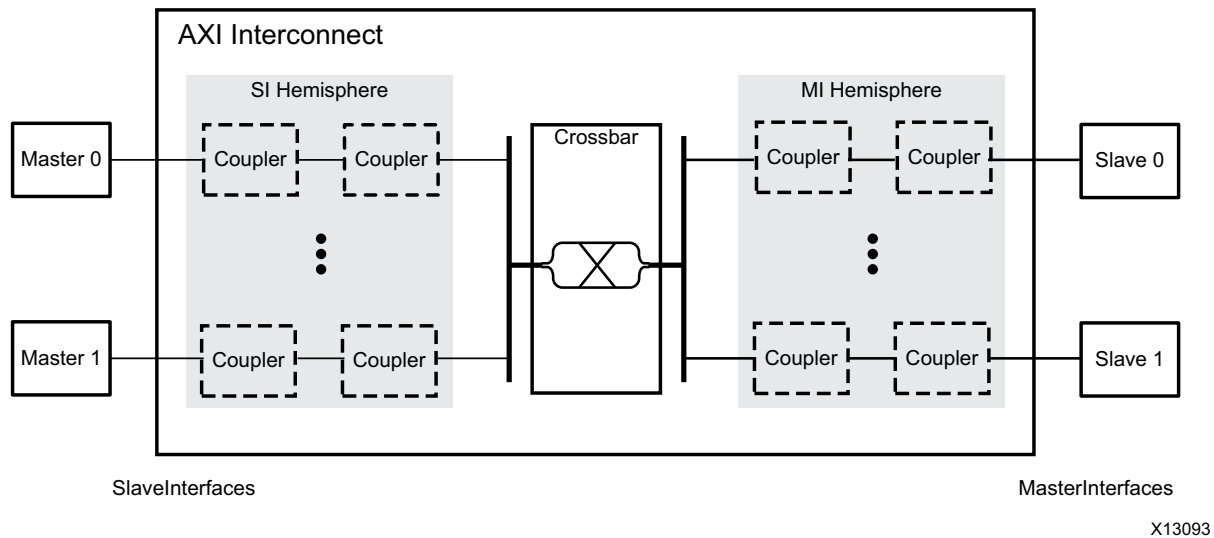 AXI Interconnect
SI Hemisphere
MI Hemisphere
Master 0
Coupler
Coupler
Crossbar
Coupler
Coupler
Slave 0
Master 1
Coupler
Coupler
Coupler
Coupler
Slave 1
SlaveInterfaces
MasterInterfaces
X13093